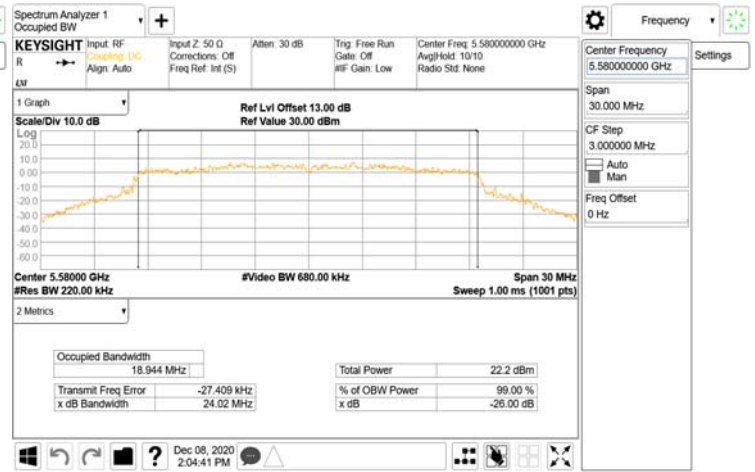 Spectrum Analyzer 1
Occupied BW
Frequency
KEYSIGHT
R
Input: RF
Coupling: DC
Align: Auto
Input Z: 50 Ω
Corrections: Off
Freq Ref: Int (S)
Atten: 30 dB
Trig: Free Run
Gate: Off
#IF Gain: Low
Center Freq: 5.580000000 GHz
Avg|Hold: 10/10
Radio Std: None
LXI
Center Frequency
5.580000000 GHz
Settings
Span
30.000 MHz
CF Step
3.000000 MHz
Auto
Man
Freq Offset
0 Hz
1 Graph
Scale/Div 10.0 dB
Ref Lvl Offset 13.00 dB
Ref Value 30.00 dBm
Log
20.0
10.0
0.00
-10.0
-20.0
-30.0
-40.0
-50.0
-60.0
Center 5.58000 GHz
#Res BW 220.00 kHz
#Video BW 680.00 kHz
Span 30 MHz
Sweep 1.00 ms (1001 pts)
2 Metrics
Occupied Bandwidth
18.944 MHz
Transmit Freq Error -27.409 kHz
x dB Bandwidth 24.02 MHz
Total Power 22.2 dBm
% of OBW Power 99.00 %
x dB -26.00 dB
?
Dec 08, 2020
2:04:41 PM